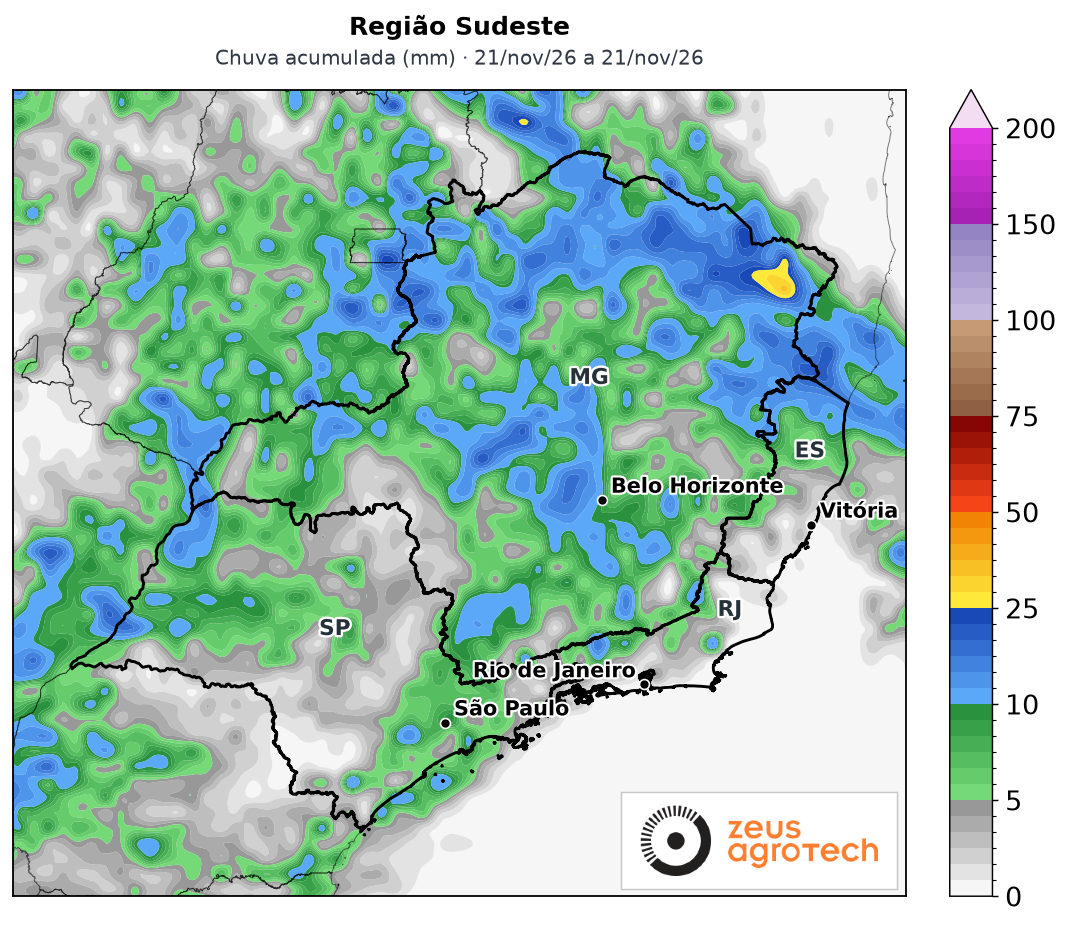 Região Sudeste
Chuva acumulada (mm) · 21/nov/26 a 21/nov/26
200
150
100
75
50
25
10
5
0
MG
ES
Belo Horizonte
Vitória
RJ
SP
Rio de Janeiro
São Paulo
zeus
agrotech